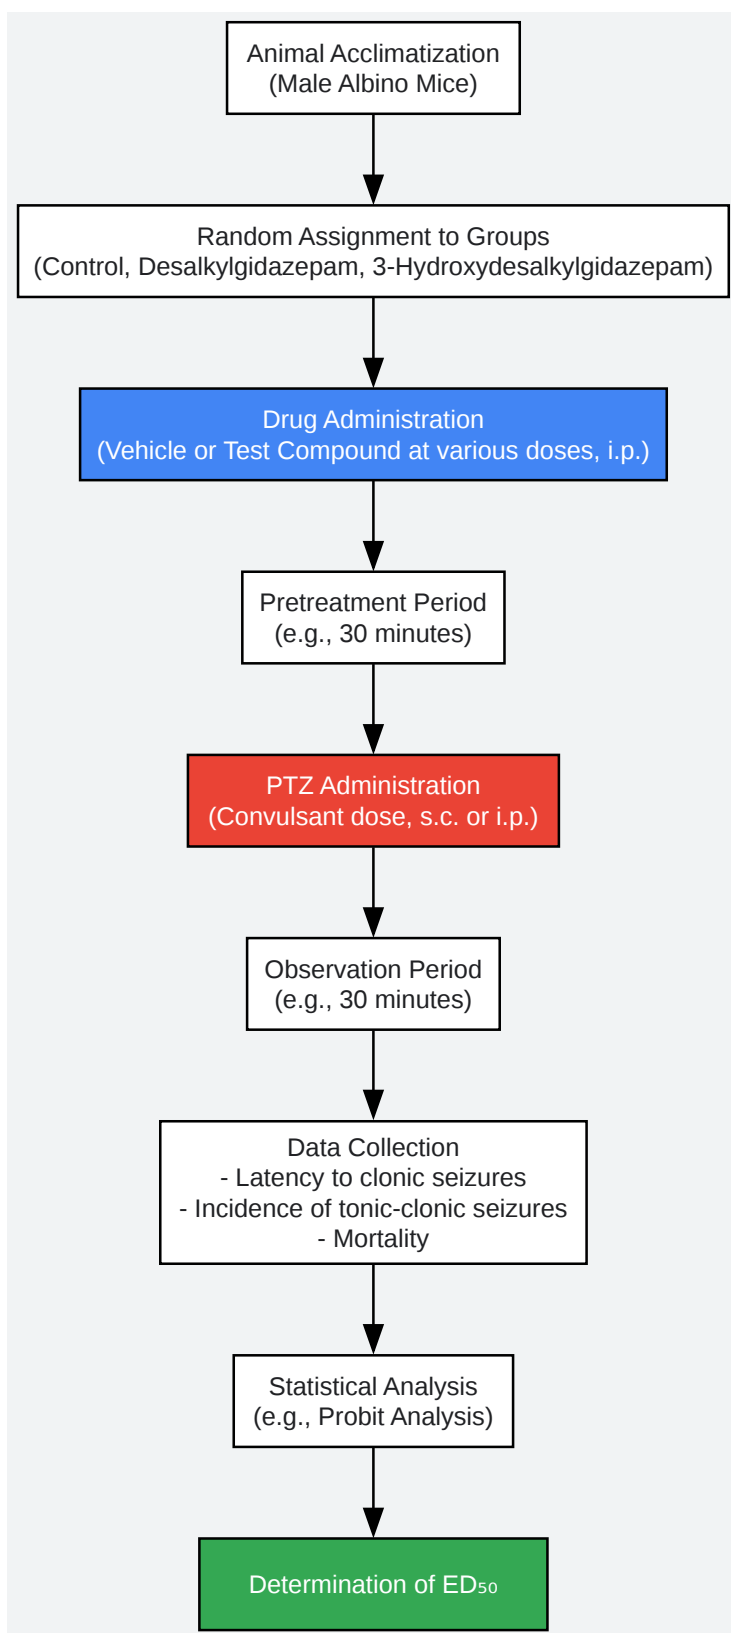 Animal Acclimatization
(Male Albino Mice)
Random Assignment to Groups
(Control, Desalkylgidazepam, 3-Hydroxydesalkylgidazepam)
Drug Administration
(Vehicle or Test Compound at various doses, i.p.)
Pretreatment Period
(e.g., 30 minutes)
PTZ Administration
(Convulsant dose, s.c. or i.p.)
Observation Period
(e.g., 30 minutes)
Data Collection
- Latency to clonic seizures
- Incidence of tonic-clonic seizures
- Mortality
Statistical Analysis
(e.g., Probit Analysis)
Determination of ED₅₀